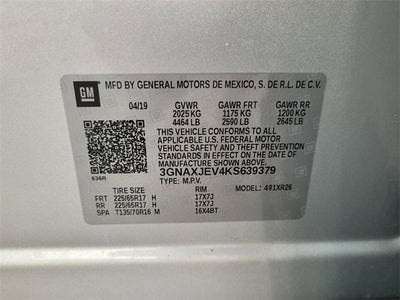 GM
MFD BY GENERAL MOTORS DE MEXICO, S. DE R.L. DE C.V.
04/19 GVWR GAWR FRT GAWR RR
2025 KG 1175 KG 1200 KG
4464 LB 2590 LB 2645 LB
THIS VEHICLE CONFORMS TO ALL
APPLICABLE U.S. FEDERAL MOTOR
VEHICLE SAFETY, BUMPER, AND
THEFT PREVENTION STANDARDS
IN EFFECT ON THE DATE OF
MANUFACTURE SHOWN ABOVE.
3GNAXJEV4KS639379
636R TYPE: M.P.V. 491XR26
TIRE SIZE RIM
FRT 225/65R17 H 17X7J
RR 225/65R17 H 17X7J
SPA T135/70R16 M 16X4BT